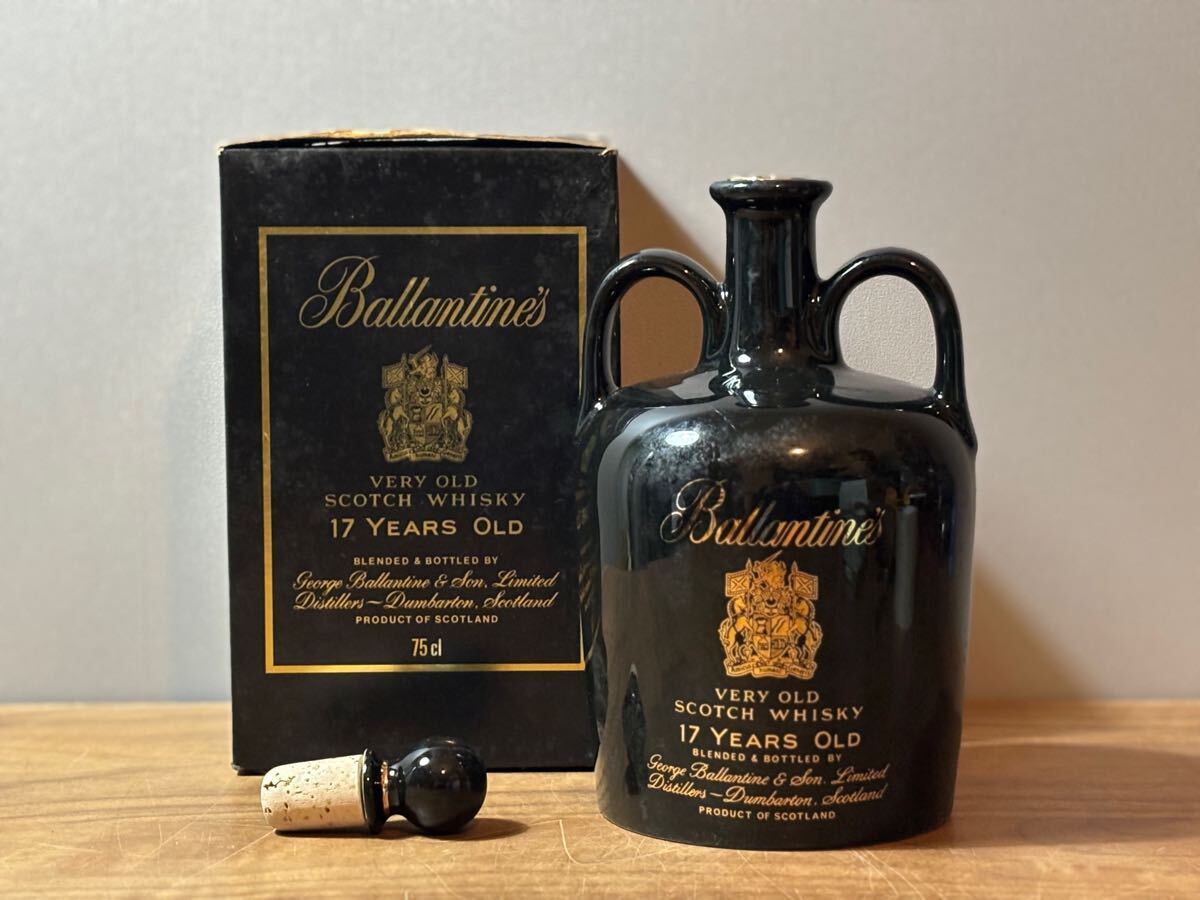 Ballantine's
VERY OLD
SCOTCH WHISKY
17 YEARS OLD
BLENDED & BOTTLED BY
George Ballantine & Son, Limited
Distillers — Dumbarton, Scotland
PRODUCT OF SCOTLAND
75 cl
Ballantine's
VERY OLD
SCOTCH WHISKY
17 YEARS OLD
BLENDED & BOTTLED BY
George Ballantine & Son, Limited
Distillers — Dumbarton, Scotland
PRODUCT OF SCOTLAND